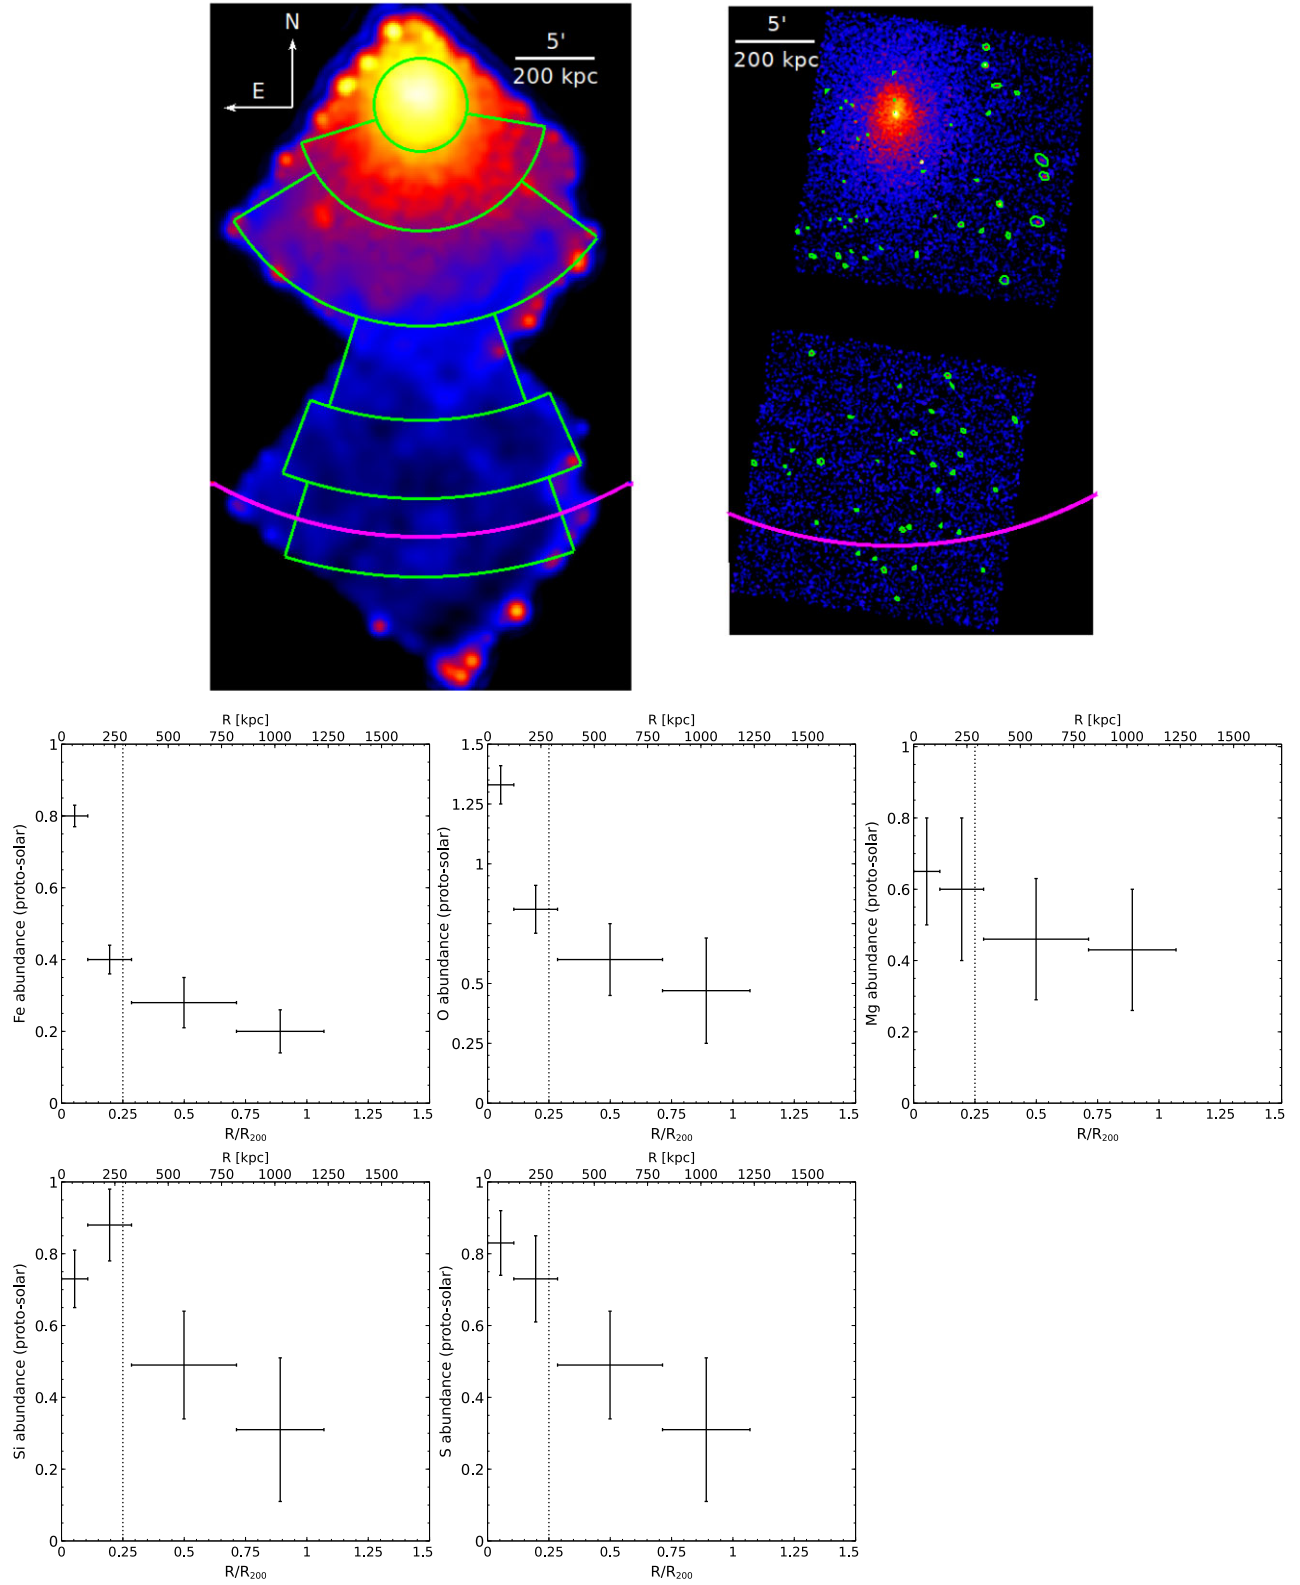 N
E
5'
200 kpc
5'
200 kpc
R [kpc]
0 250 500 750 1000 1250 1500
1
0.8
0.6
0.4
0.2
0
Fe abundance (proto-solar)
0 0.25 0.5 0.75 1 1.25 1.5
R/R200
R [kpc]
0 250 500 750 1000 1250 1500
1.5
1.25
1
0.5
0.25
0
O abundance (proto-solar)
0 0.25 0.5 0.75 1 1.25 1.5
R/R200
R [kpc]
0 250 500 750 1000 1250 1500
1
0.8
0.6
0.4
0.2
0
Mg abundance (proto-solar)
0 0.25 0.5 0.75 1 1.25 1.5
R/R200
R [kpc]
0 250 500 750 1000 1250 1500
1
0.8
0.6
0.4
0.2
0
Si abundance (proto-solar)
0 0.25 0.5 0.75 1 1.25 1.5
R/R200
R [kpc]
0 250 500 750 1000 1250 1500
1
0.8
0.6
0.4
0.2
0
S abundance (proto-solar)
0 0.25 0.5 0.75 1 1.25 1.5
R/R200